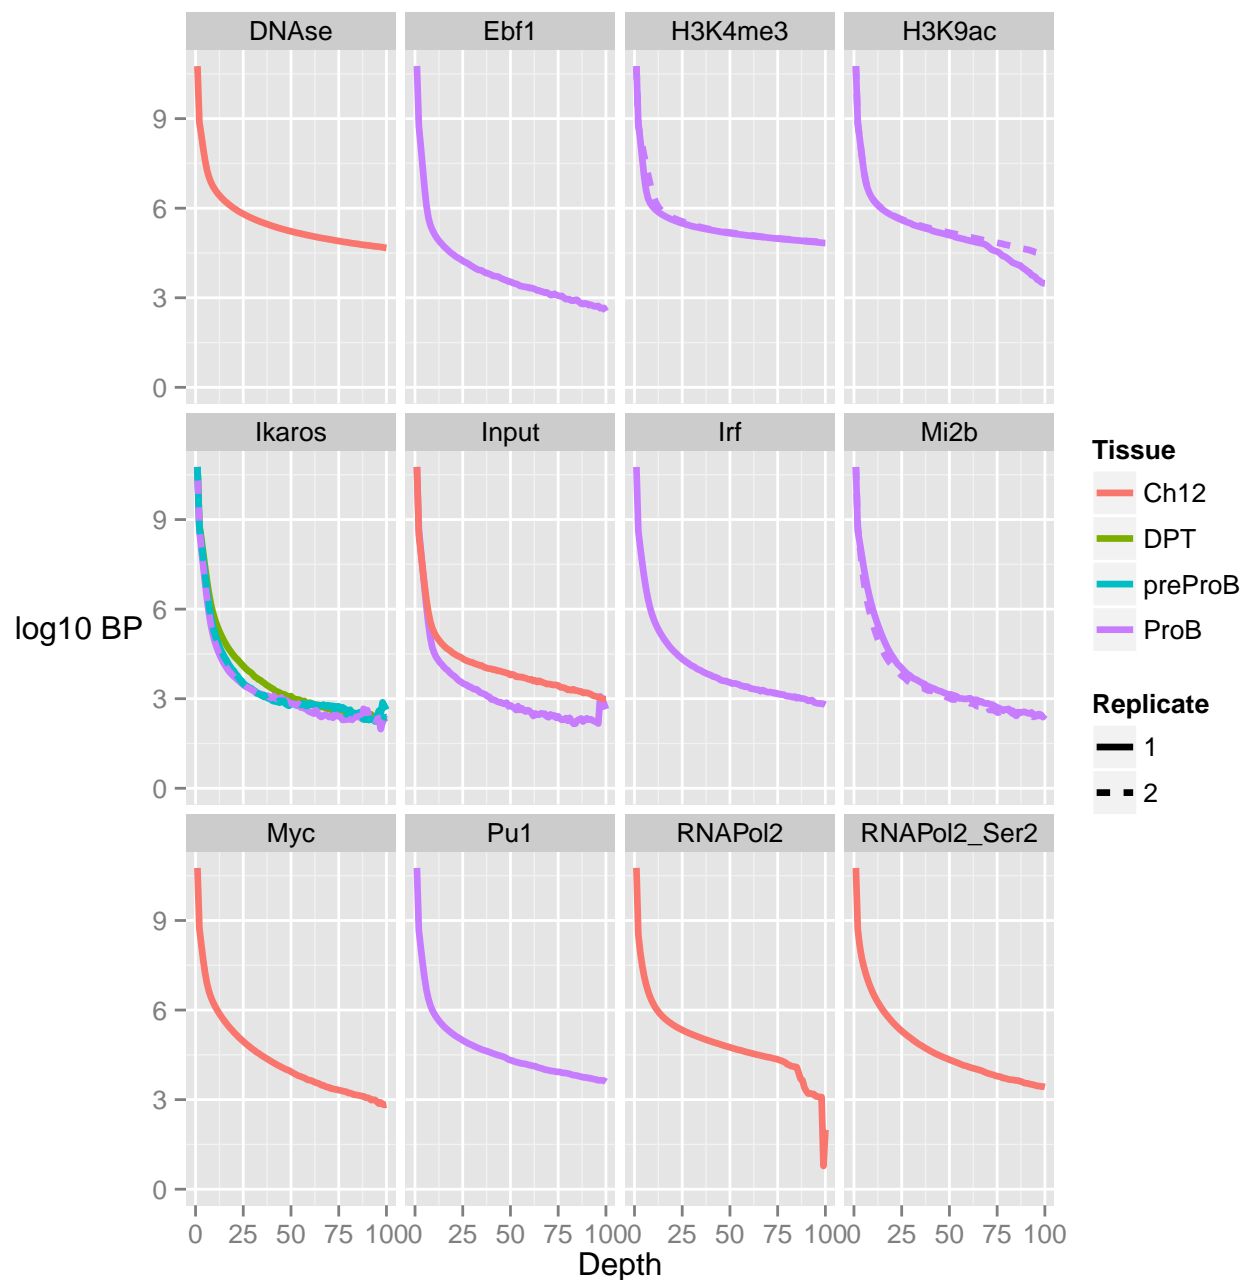 DNAse Ebf1 H3K4me3 H3K9ac
9
6
3
0
Ikaros Input Irf Mi2b
9
6
3
0
Myc Pu1 RNAPol2 RNAPol2_Ser2
9
6
3
0
0 25 50 75 100 0 25 50 75 100 0 25 50 75 100 0 25 50 75 100
Depth
log10 BP
Tissue
Ch12
DPT
preProB
ProB
Replicate
1
2